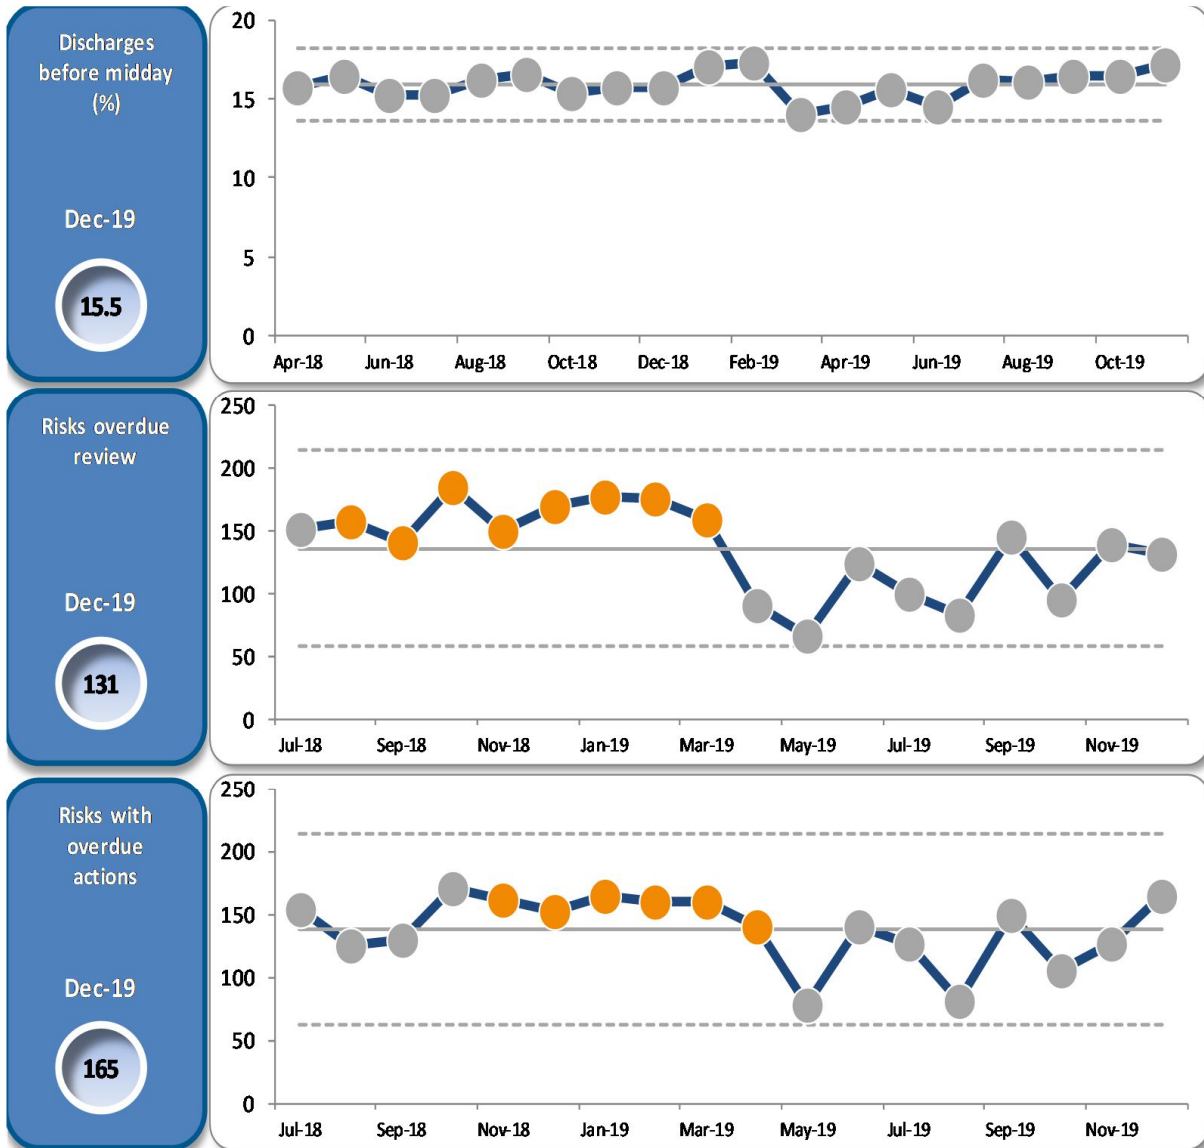 Discharges
before midday
(%)
Dec-19
15.5
20
15
10
5
0
Apr-18 Jun-18 Aug-18 Oct-18 Dec-18 Feb-19 Apr-19 Jun-19 Aug-19 Oct-19
Risks overdue
review
Dec-19
131
250
200
150
100
50
0
Jul-18 Sep-18 Nov-18 Jan-19 Mar-19 May-19 Jul-19 Sep-19 Nov-19
Risks with
overdue
actions
Dec-19
165
250
200
150
100
50
0
Jul-18 Sep-18 Nov-18 Jan-19 Mar-19 May-19 Jul-19 Sep-19 Nov-19